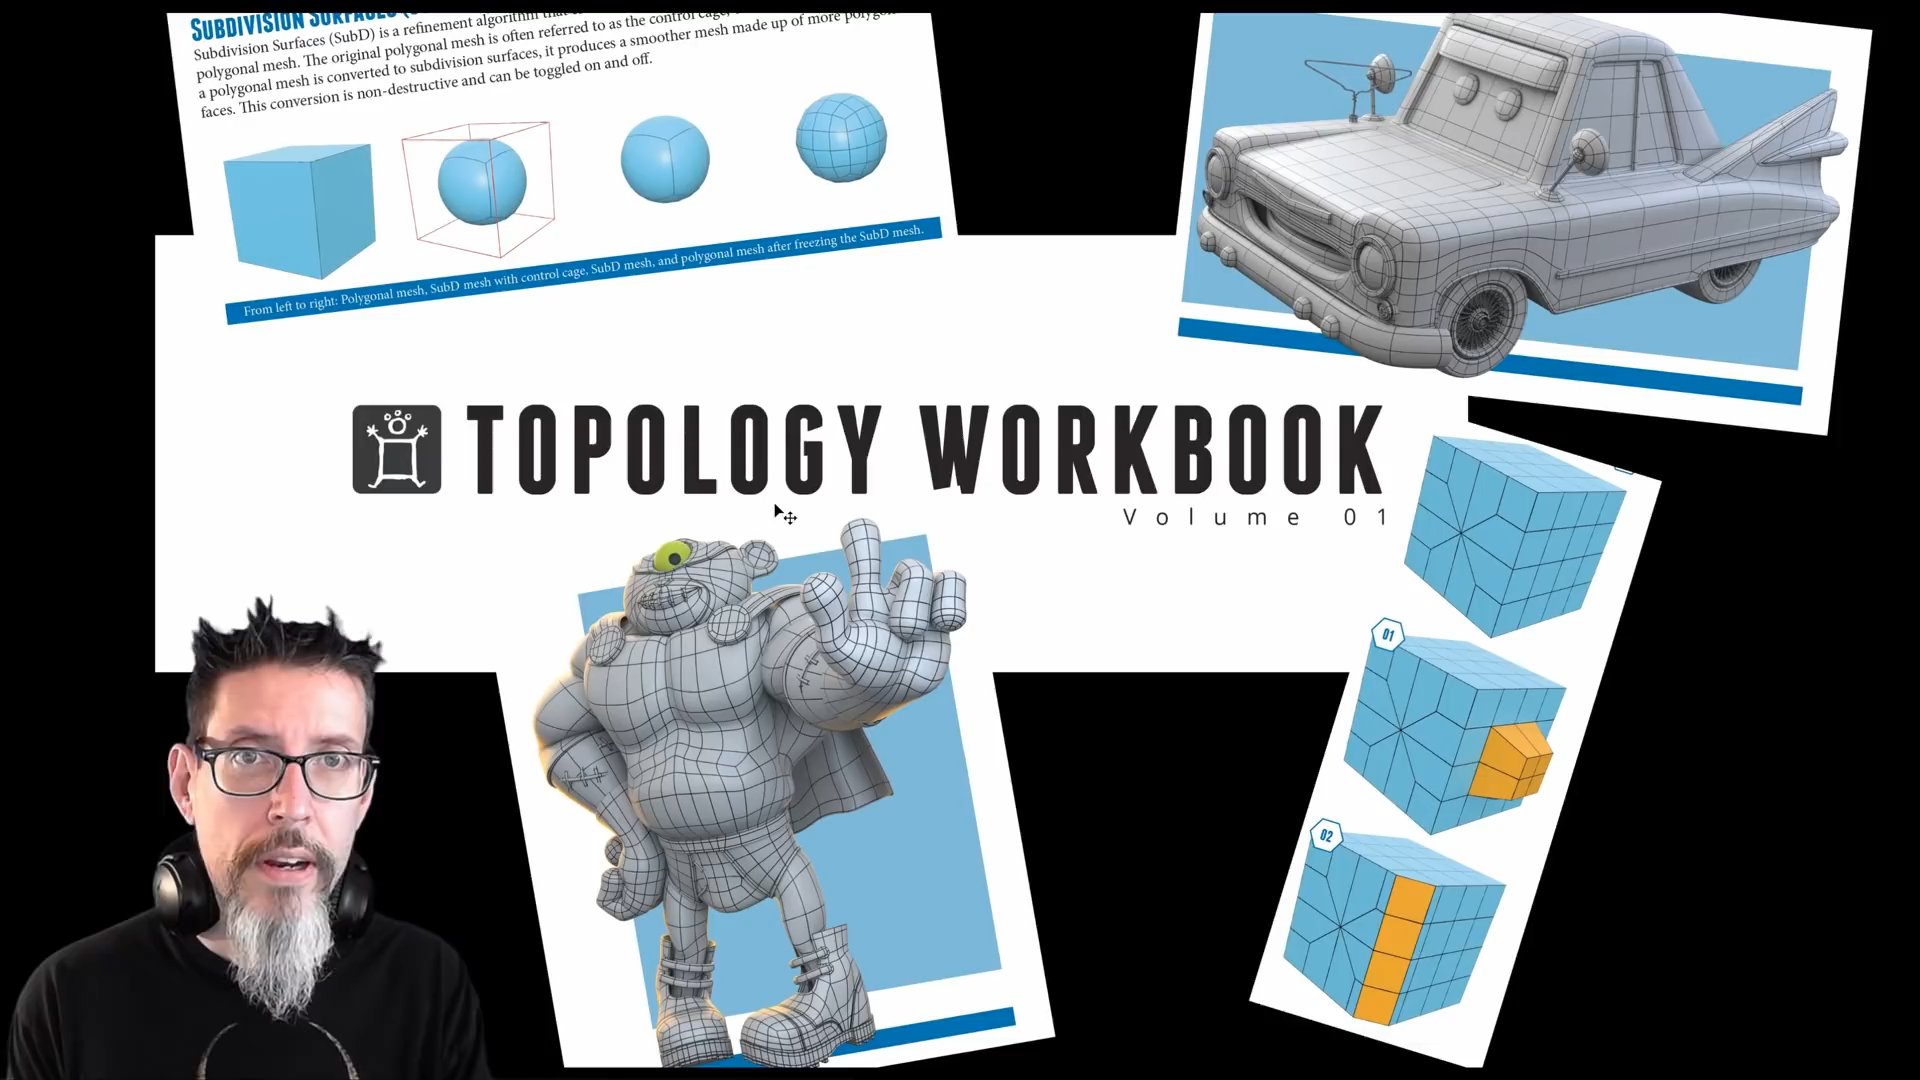 SUBDIVISION SURFACES
Subdivision Surfaces (SubD) is a refinement algorithm that
polygonal mesh. The original polygonal mesh is often referred to as the control cage,
a polygonal mesh is converted to subdivision surfaces, it produces a smoother mesh made up of more
faces. This conversion is non-destructive and can be toggled on and off.
From left to right: Polygonal mesh, SubD mesh with control cage, SubD mesh, and polygonal mesh after freezing the SubD mesh.
TOPOLOGY WORKBOOK
Volume 01
01
02